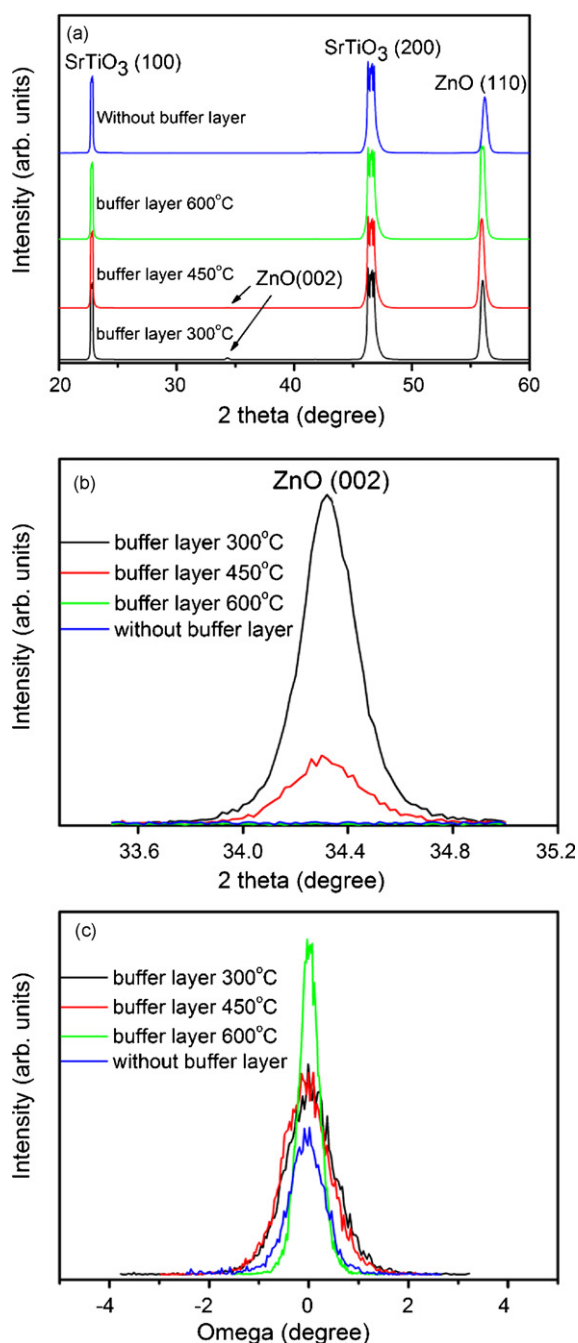 (a)
SrTiO₃ (100)
SrTiO₃ (200)
ZnO (110)
Without buffer layer
buffer layer 600°C
buffer layer 450°C
ZnO(002)
buffer layer 300°C
Intensity (arb. units)
20 30 40 50 60
2 theta (degree)
(b)
ZnO (002)
buffer layer 300°C
buffer layer 450°C
buffer layer 600°C
without buffer layer
Intensity (arb. units)
33.6 34.0 34.4 34.8 35.2
2 theta (degree)
(c)
buffer layer 300°C
buffer layer 450°C
buffer layer 600°C
without buffer layer
Intensity (arb. units)
-4 -2 0 2 4
Omega (degree)